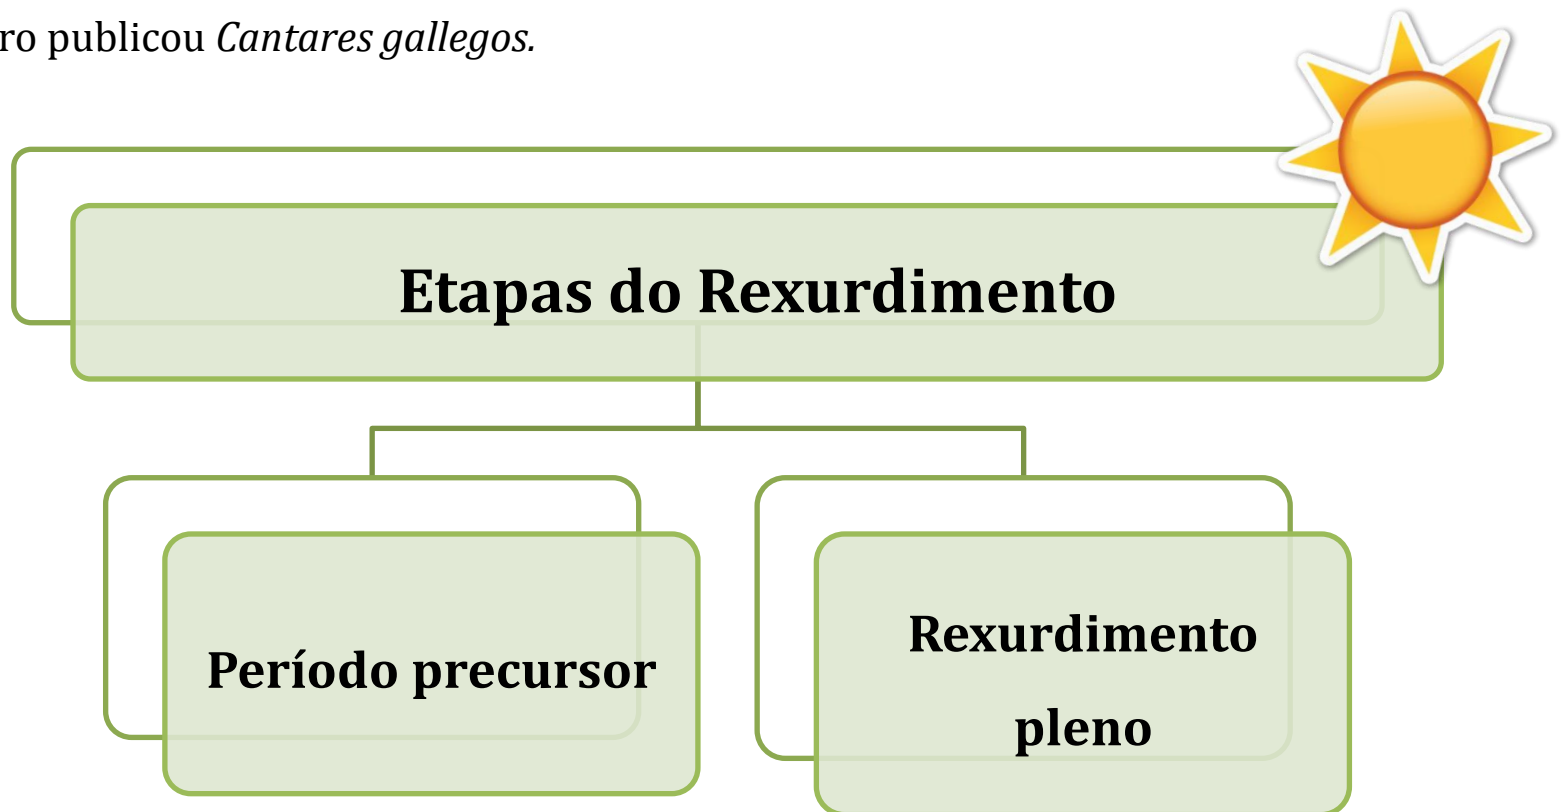 ro publicou Cantares gallegos.
Etapas do Rexurdimento
Período precursor
Rexurdimento
pleno